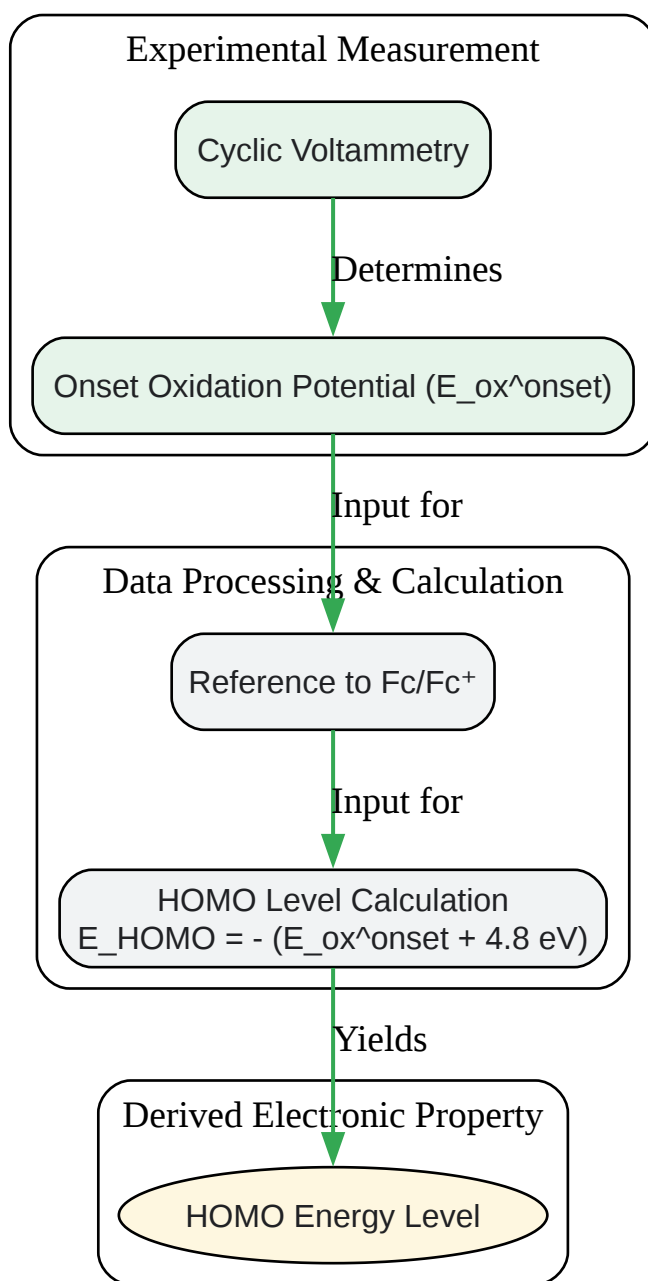 Experimental Measurement
Cyclic Voltammetry
Determines
Onset Oxidation Potential (E_ox^onset)
Input for
Data Processing & Calculation
Reference to Fc/Fc⁺
Input for
HOMO Level Calculation
E_HOMO = - (E_ox^onset + 4.8 eV)
Yields
Derived Electronic Property
HOMO Energy Level